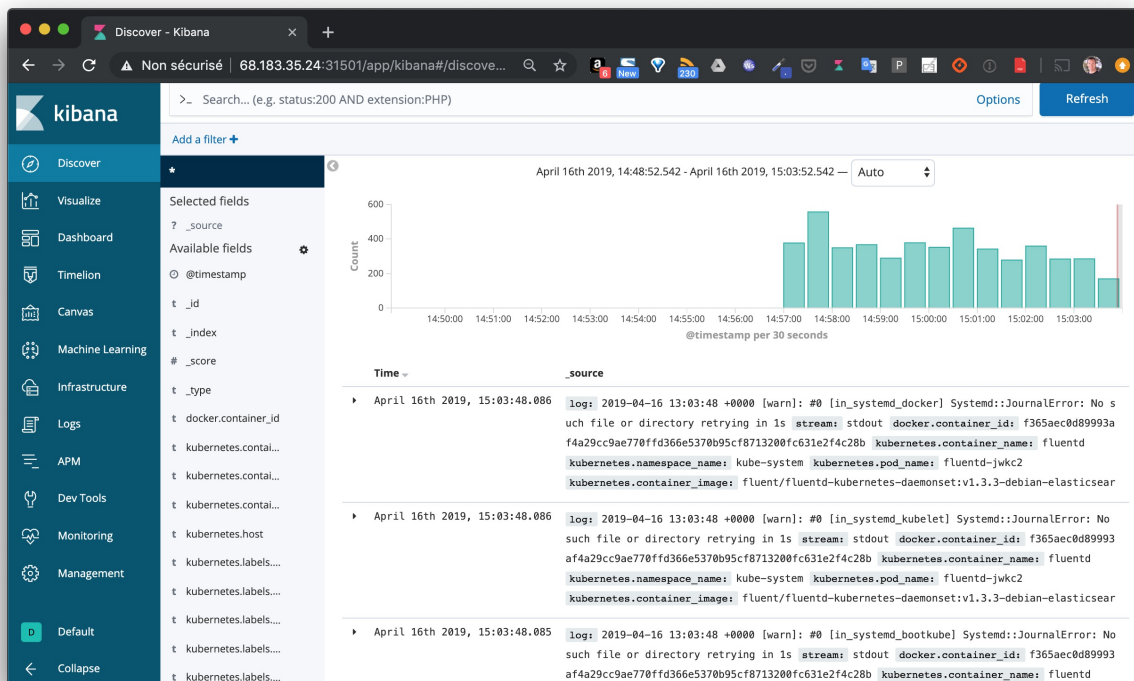 Discover - Kibana
Non sécurisé | 68.183.35.24:31501/app/kibana#/discove...
6
New
230
P
kibana
Discover
Visualize
Dashboard
Timelion
Canvas
Machine Learning
Infrastructure
Logs
APM
Dev Tools
Monitoring
Management
D Default
Collapse
>_ Search... (e.g. status:200 AND extension:PHP)
Options
Refresh
Add a filter +
*
Selected fields
? _source
Available fields
@timestamp
t _id
t _index
# _score
t _type
t docker.container_id
t kubernetes.contai...
t kubernetes.contai...
t kubernetes.contai...
t kubernetes.host
t kubernetes.labels....
t kubernetes.labels....
t kubernetes.labels....
t kubernetes.labels....
t kubernetes.labels....
April 16th 2019, 14:48:52.542 - April 16th 2019, 15:03:52.542 — Auto
600
400
200
0
Count
14:50:00 14:51:00 14:52:00 14:53:00 14:54:00 14:55:00 14:56:00 14:57:00 14:58:00 14:59:00 15:00:00 15:01:00 15:02:00 15:03:00
@timestamp per 30 seconds
Time _source
April 16th 2019, 15:03:48.086 log: 2019-04-16 13:03:48 +0000 [warn]: #0 [in_systemd_docker] Systemd::JournalError: No s
uch file or directory retrying in 1s stream: stdout docker.container_id: f365aec0d89993a
f4a29cc9ae770ffd366e5370b95cf8713200fc631e2f4c28b kubernetes.container_name: fluentd
kubernetes.namespace_name: kube-system kubernetes.pod_name: fluentd-jwkc2
kubernetes.container_image: fluent/fluentd-kubernetes-daemonset:v1.3.3-debian-elasticsear
April 16th 2019, 15:03:48.086 log: 2019-04-16 13:03:48 +0000 [warn]: #0 [in_systemd_kubelet] Systemd::JournalError: No
such file or directory retrying in 1s stream: stdout docker.container_id: f365aec0d89993
af4a29cc9ae770ffd366e5370b95cf8713200fc631e2f4c28b kubernetes.container_name: fluentd
kubernetes.namespace_name: kube-system kubernetes.pod_name: fluentd-jwkc2
kubernetes.container_image: fluent/fluentd-kubernetes-daemonset:v1.3.3-debian-elasticsear
April 16th 2019, 15:03:48.085 log: 2019-04-16 13:03:48 +0000 [warn]: #0 [in_systemd_bootkube] Systemd::JournalError: No
such file or directory retrying in 1s stream: stdout docker.container_id: f365aec0d89993
af4a29cc9ae770ffd366e5370b95cf8713200fc631e2f4c28b kubernetes.container_name: fluentd